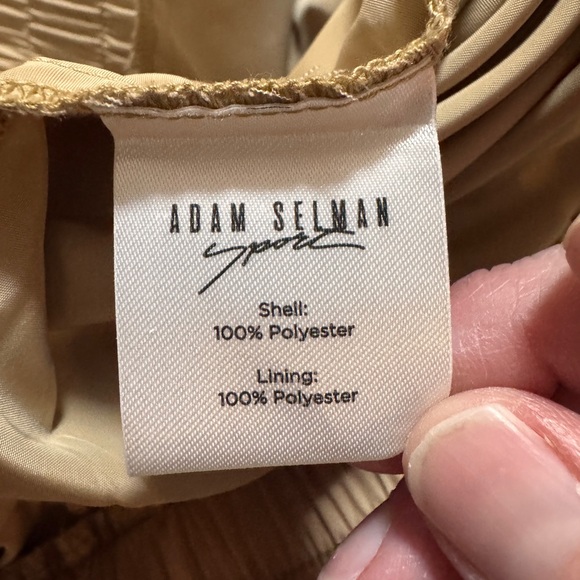 ADAM SELMAN
Sport
Shell:
100% Polyester
Lining:
100% Polyester